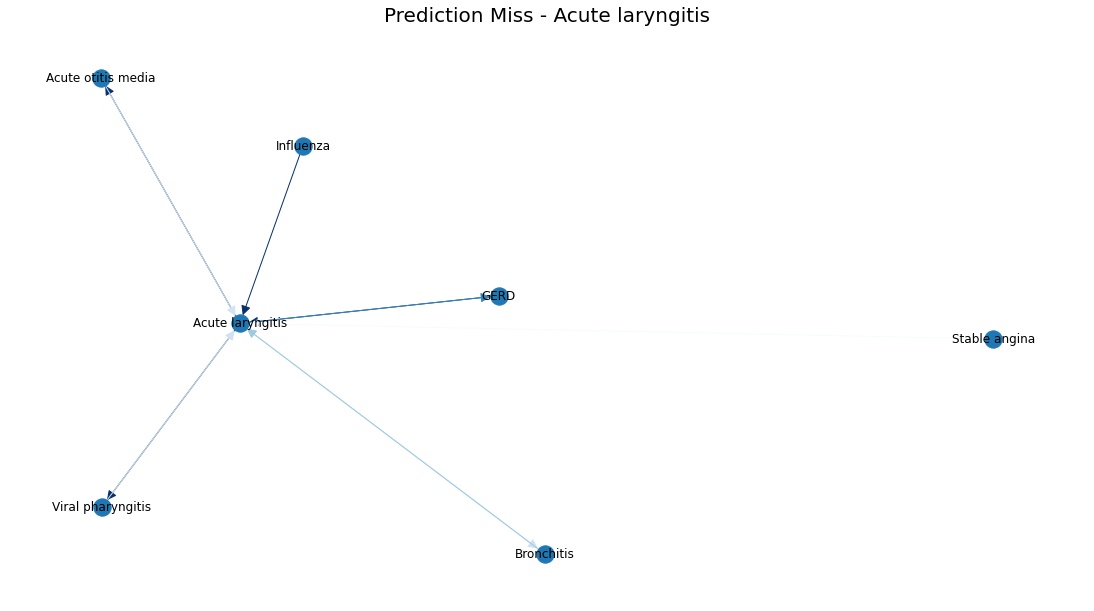 Prediction Miss - Acute laryngitis
Acute otitis media
Influenza
GERD
Acute laryngitis
Stable angina
Viral pharyngitis
Bronchitis